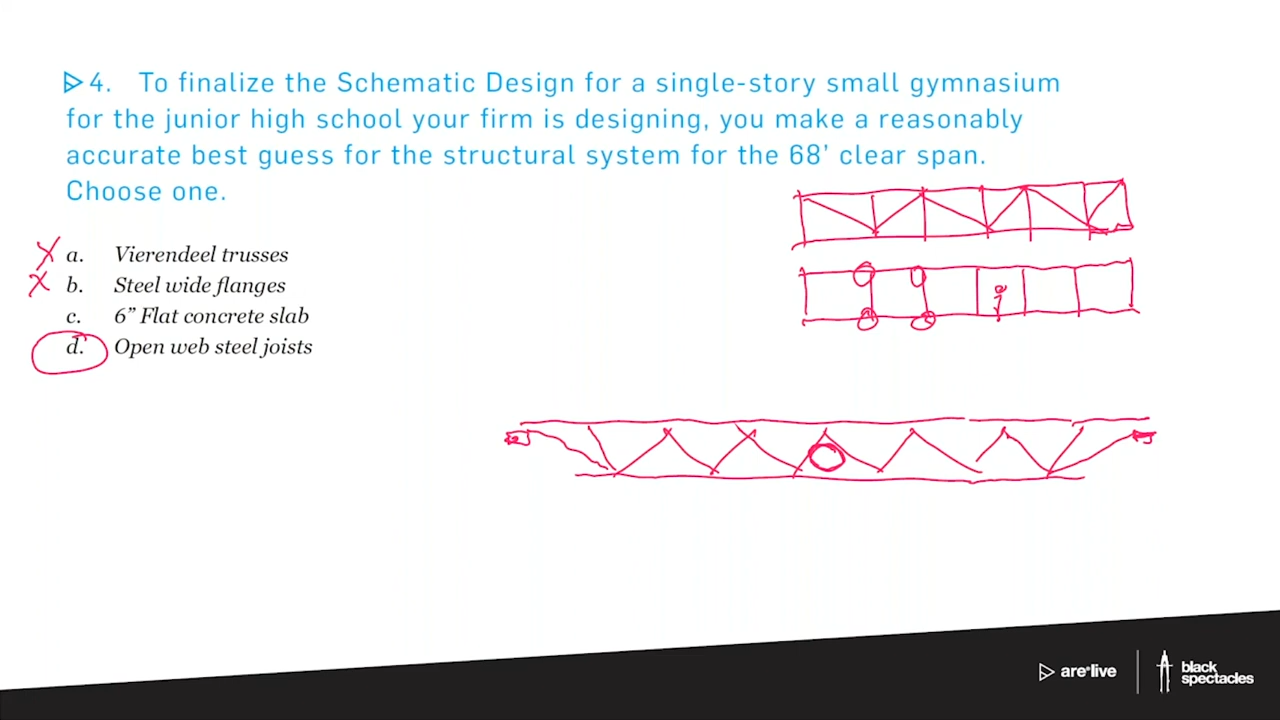 4. To finalize the Schematic Design for a single-story small gymnasium
for the junior high school your firm is designing, you make a reasonably
accurate best guess for the structural system for the 68’ clear span.
Choose one.
a. Vierendeel trusses
b. Steel wide flanges
c. 6” Flat concrete slab
d. Open web steel joists
are live
black
spectacles